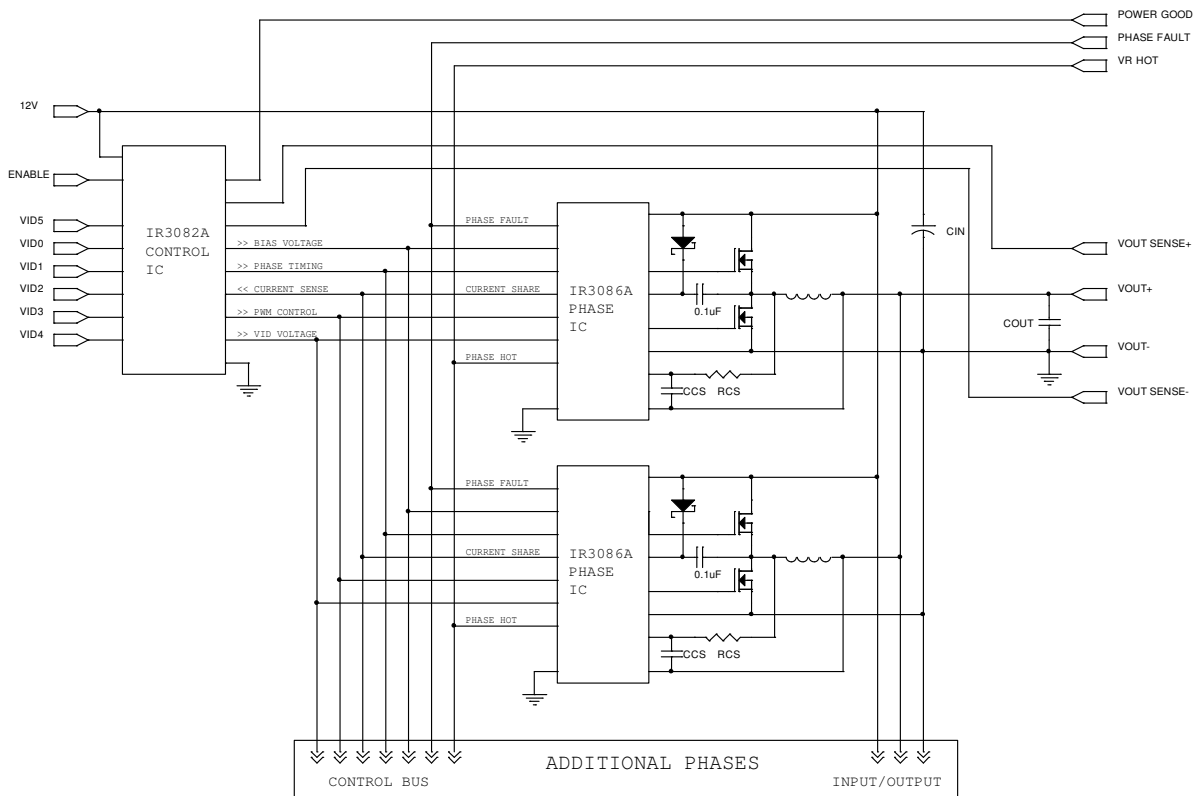 POWER GOOD
PHASE FAULT
VR HOT
12V
ENABLE
VID5
VID0
VID1
VID2
VID3
VID4
IR3082A
CONTROL
IC
>> BIAS VOLTAGE
>> PHASE TIMING
<< CURRENT SENSE
>> PWM CONTROL
>> VID VOLTAGE
PHASE FAULT
CURRENT SHARE
PHASE HOT
IR3086A
PHASE
IC
0.1uF
CCS RCS
CIN
VOUT SENSE+
VOUT+
COUT
VOUT-
VOUT SENSE-
PHASE FAULT
CURRENT SHARE
PHASE HOT
IR3086A
PHASE
IC
0.1uF
CCS RCS
ADDITIONAL PHASES
CONTROL BUS
INPUT/OUTPUT